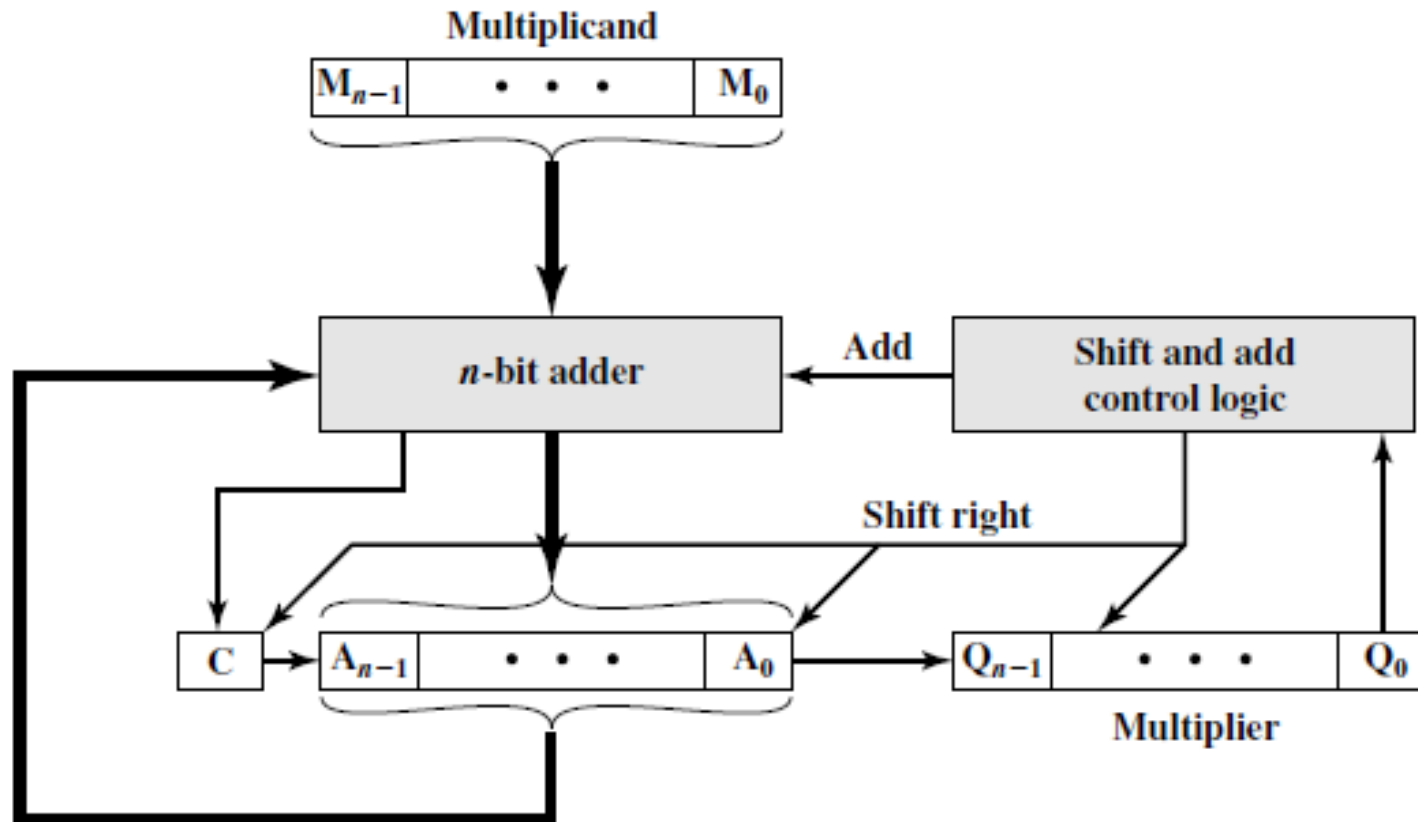 Multiplicand
Mn−1 • • • M0
n-bit adder
Add
Shift and add
control logic
Shift right
C
An−1 • • • A0
Qn−1 • • • Q0
Multiplier